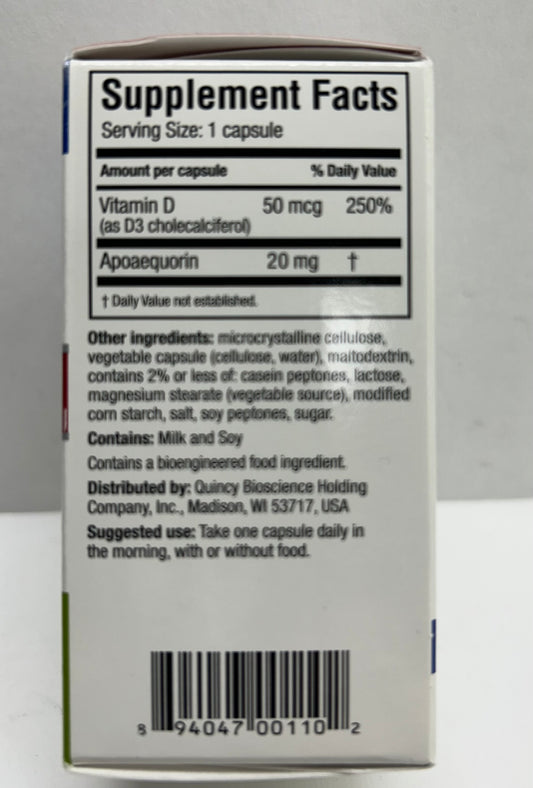 Supplement Facts
Serving Size: 1 capsule
Amount per capsule % Daily Value
Vitamin D 50 mcg 250%
(as D3 cholecalciferol)
Apoaequorin 20 mg †
† Daily Value not established.
Other ingredients: microcrystalline cellulose,
vegetable capsule (cellulose, water), maltodextrin,
contains 2% or less of: casein peptones, lactose,
magnesium stearate (vegetable source), modified
corn starch, salt, soy peptones, sugar.
Contains: Milk and Soy
Contains a bioengineered food ingredient.
Distributed by: Quincy Bioscience Holding
Company, Inc., Madison, WI 53717, USA
Suggested use: Take one capsule daily in
the morning, with or without food.
8 94047 00110 2